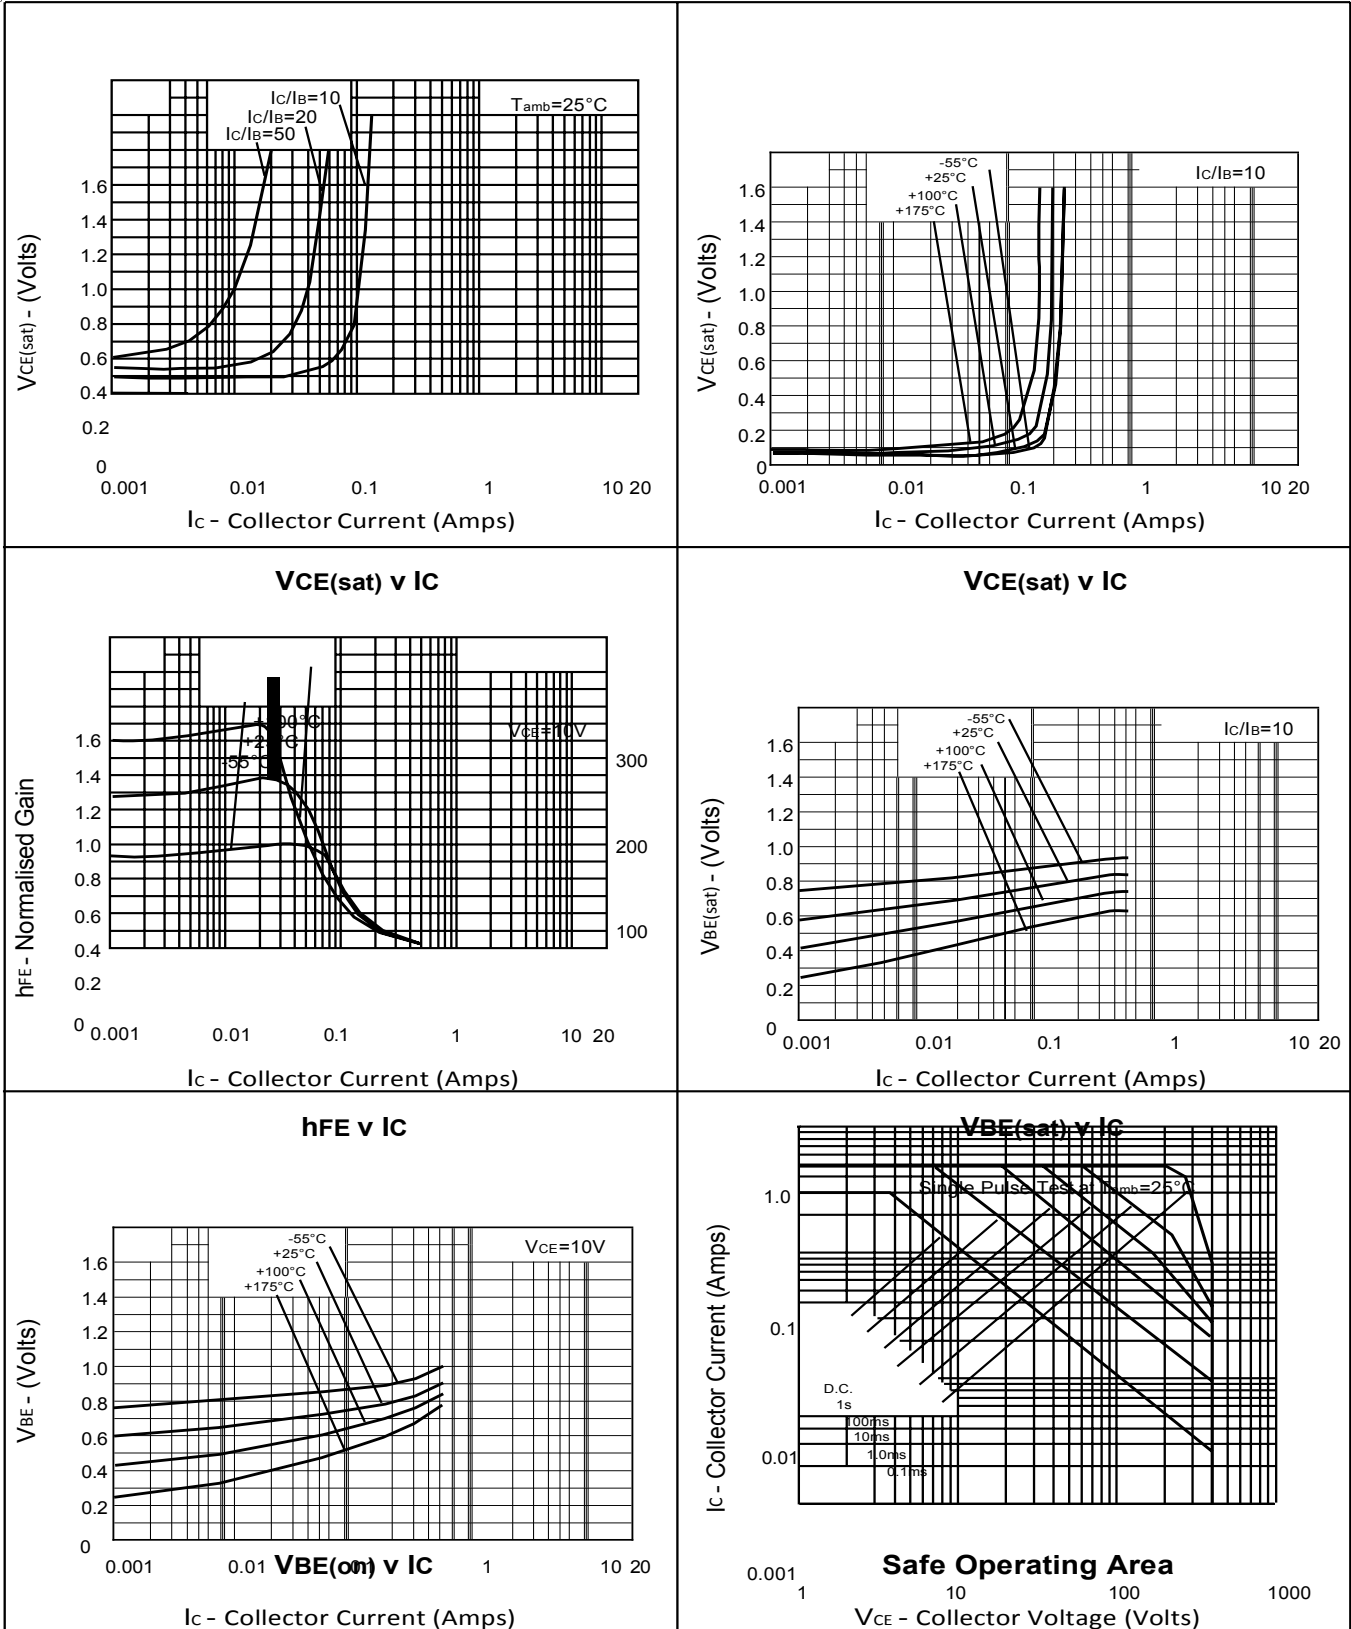 IC/IB=10
IC/IB=20
IC/IB=50
Tamb=25°C
1.6
1.4
1.2
1.0
0.8
0.6
0.4
0.2
0
VCE(sat) - (Volts)
0.001 0.01 0.1 1 10 20
IC - Collector Current (Amps)
VCE(sat) v IC
-55°C
+25°C
+100°C
+175°C
IC/IB=10
1.6
1.4
1.2
1.0
0.8
0.6
0.4
0.2
0
VCE(sat) - (Volts)
0.001 0.01 0.1 1 10 20
IC - Collector Current (Amps)
VCE(sat) v IC
-55°C
VCE=10V
1.6
1.4
1.2
1.0
0.8
0.6
0.4
0.2
0
300
200
100
hFE - Normalised Gain
0.001 0.01 0.1 1 10 20
IC - Collector Current (Amps)
hFE v IC
-55°C
+25°C
+100°C
+175°C
IC/IB=10
1.6
1.4
1.2
1.0
0.8
0.6
0.4
0.2
0
VBE(sat) - (Volts)
0.001 0.01 0.1 1 10 20
IC - Collector Current (Amps)
VBE(sat) v IC
-55°C
+25°C
+100°C
+175°C
VCE=10V
1.6
1.4
1.2
1.0
0.8
0.6
0.4
0.2
0
VBE - (Volts)
0.001 0.01 0.1 1 10 20
VBE(on) v IC
IC - Collector Current (Amps)
Single Pulse Test at Tamb=25°C
1.0
0.1
0.01
0.001
IC - Collector Current (Amps)
D.C.
1s
100ms
10ms
1.0ms
0.1ms
Safe Operating Area
1 10 100 1000
VCE - Collector Voltage (Volts)